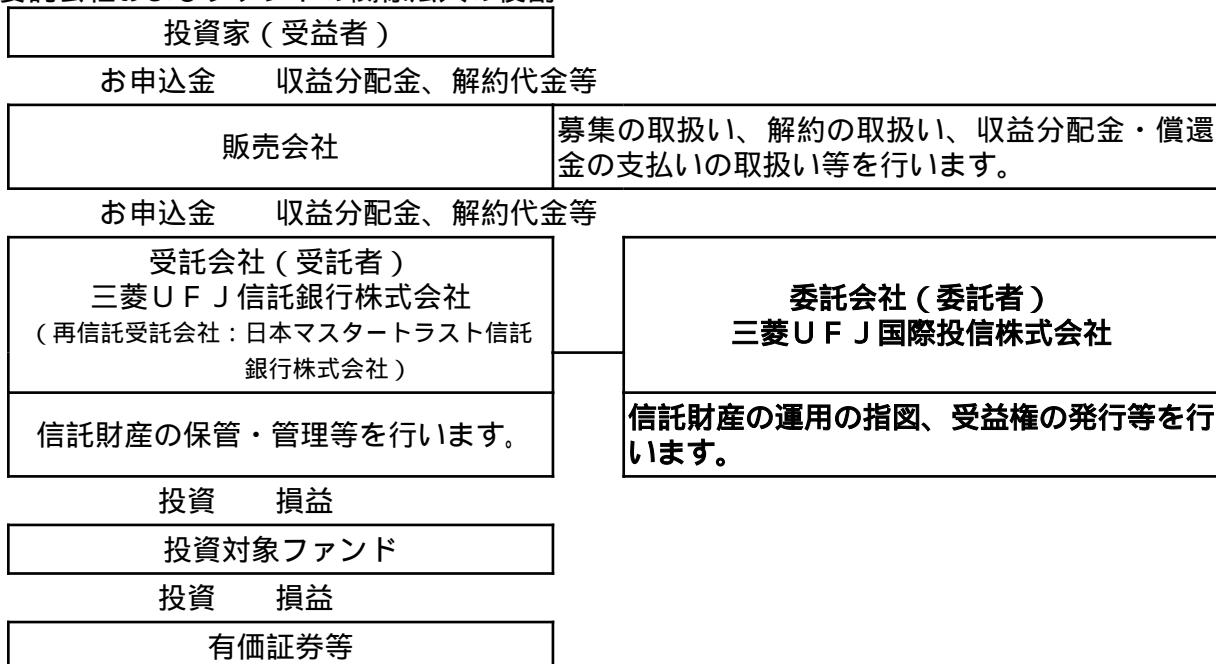 投資家(受益者)
お申込金 収益分配金、解約代金等
販売会社
募集の取扱い、解約の取扱い、収益分配金・償還
金の支払いの取扱い等を行います。
お申込金 収益分配金、解約代金等
受託会社(受託者)
三菱UFJ信託銀行株式会社
(再信託受託会社:日本マスタートラスト信託
銀行株式会社)
委託会社(委託者)
三菱UFJ国際投信株式会社
信託財産の保管・管理等を行います。
信託財産の運用の指図、受益権の発行等を行
います。
投資 損益
投資対象ファンド
投資 損益
有価証券等